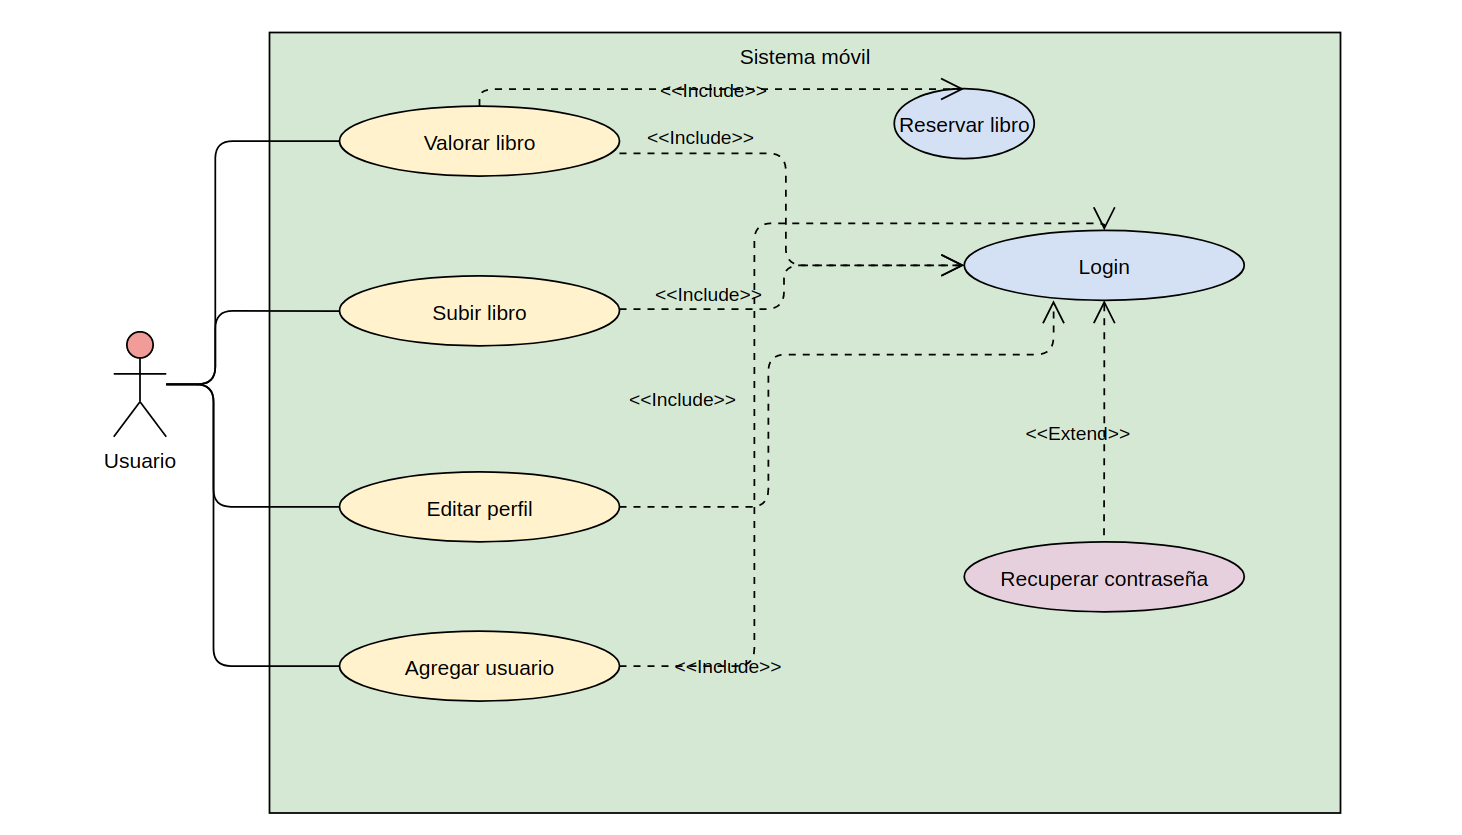 Sistema móvil
<<Include>>
Valorar libro
Reservar libro
<<Include>>
Login
<<Include>>
Subir libro
<<Include>>
<<Extend>>
Usuario
Editar perfil
Recuperar contraseña
Agregar usuario
<<Include>>